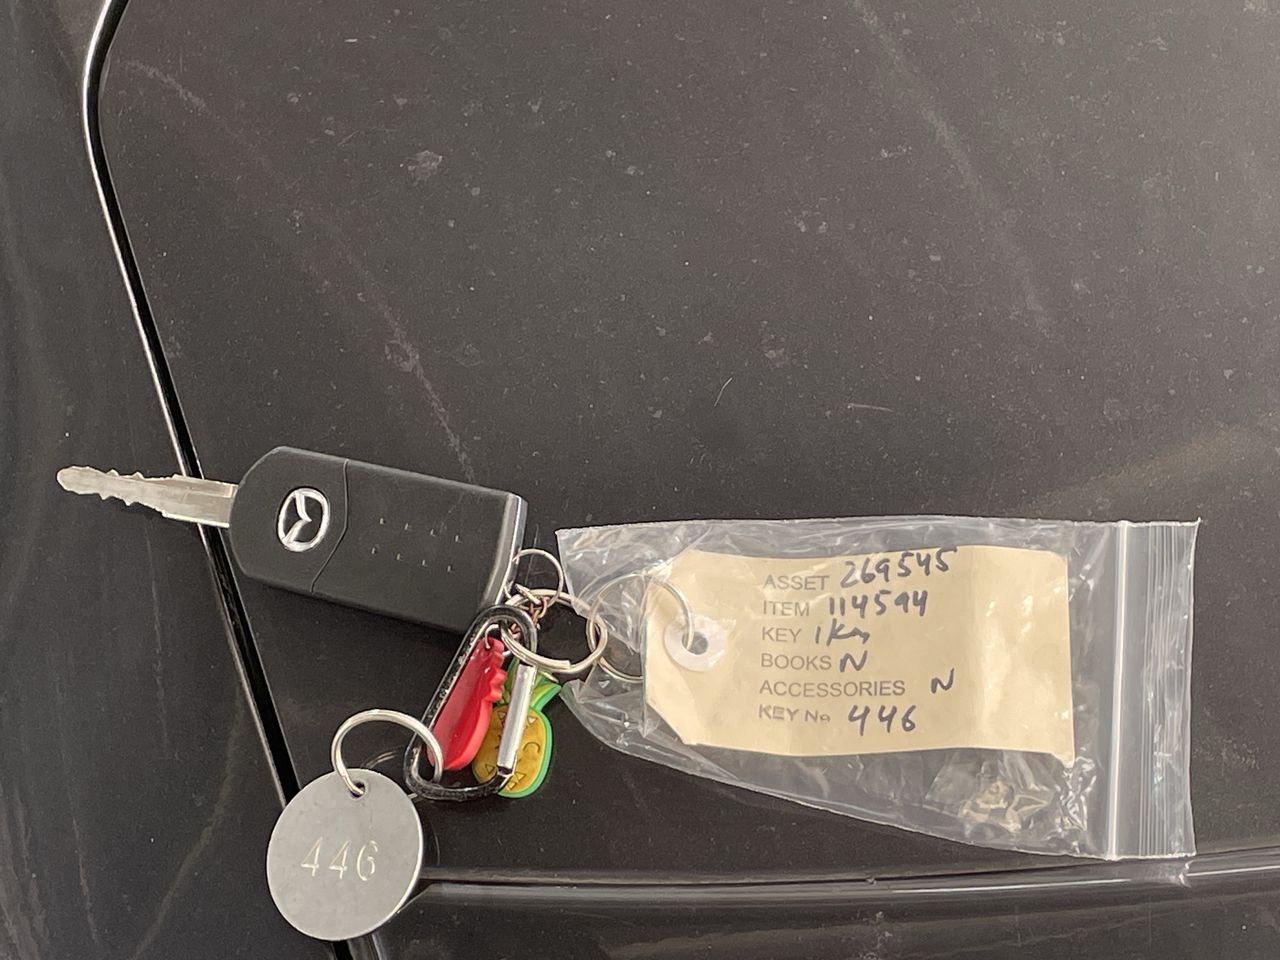 ASSET 269545
ITEM 114594
KEY 1 Key
BOOKS N
ACCESSORIES N
KEY No 446
446